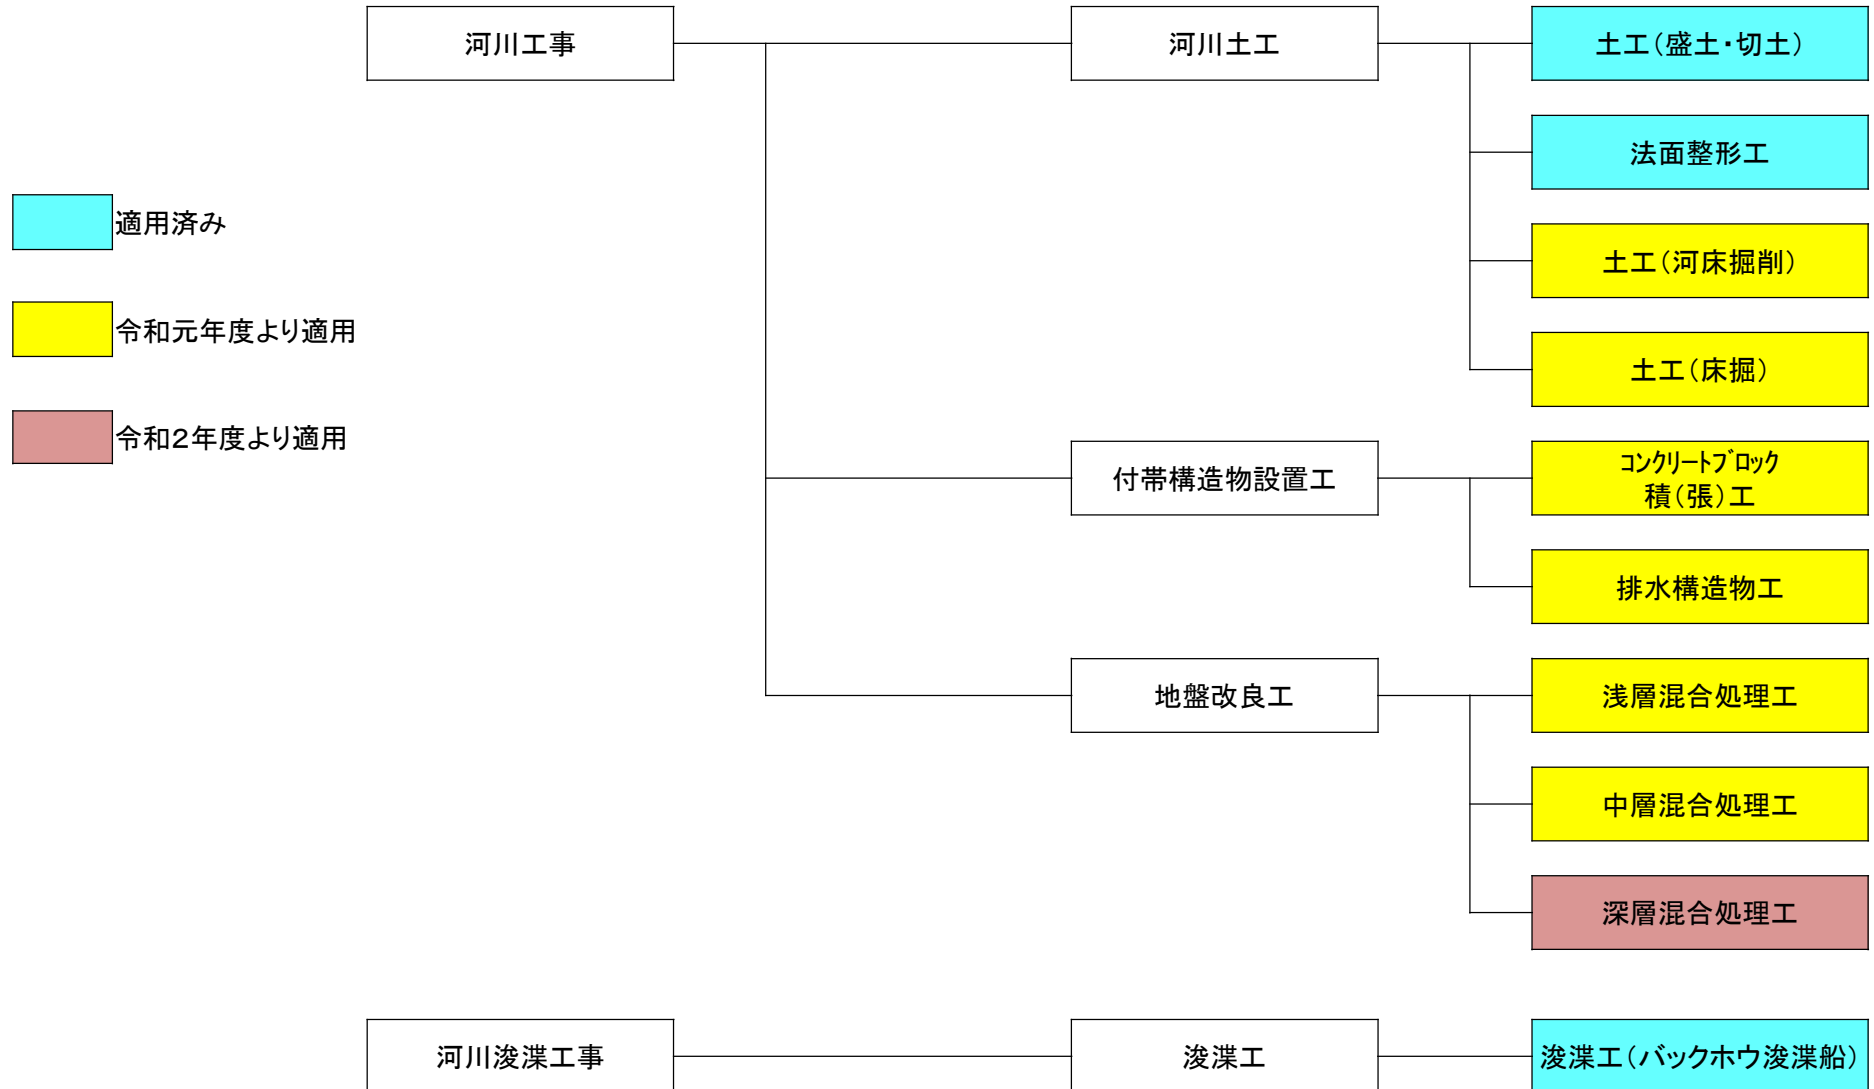 河川工事
河川土工
土工(盛土・切土)
法面整形工
適用済み
土工(河床掘削)
令和元年度より適用
土工(床掘)
令和2年度より適用
付帯構造物設置工
コンクリートブロック
積(張)工
排水構造物工
地盤改良工
浅層混合処理工
中層混合処理工
深層混合処理工
河川浚渫工事
浚渫工
浚渫工(バックホウ浚渫船)